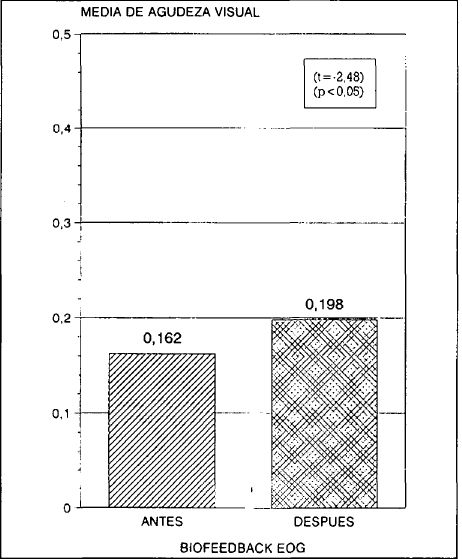 MEDIA DE AGUDEZA VISUAL
0,5
(t=-2,48)
(p<0,05)
0,4
0,3
0,198
0,2
0,162
0,1
0
ANTES
DESPUES
BIOFEEDBACK EOG